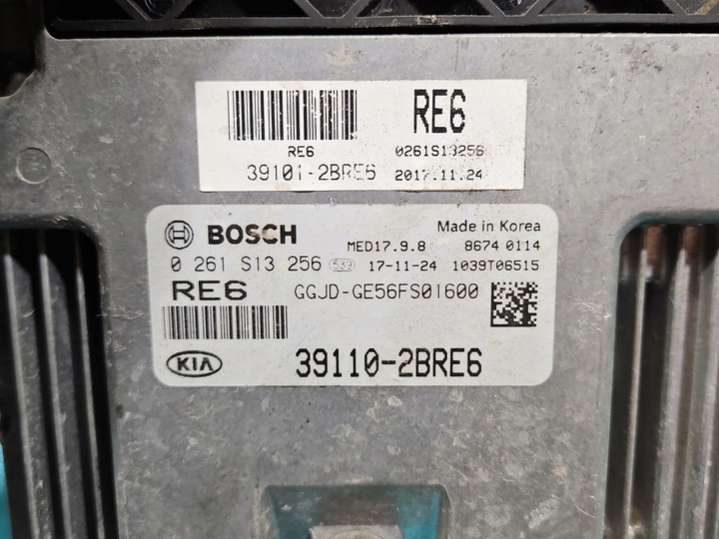 RE6
RE6
0261S13256
39101-2BRE6
2017.11.24
BOSCH
Made in Korea
MED17.9.8
8674 0114
0 261 S13 256
539
17-11-24
1039T06515
RE6
GGJD-GE56FS01600
KIA
39110-2BRE6